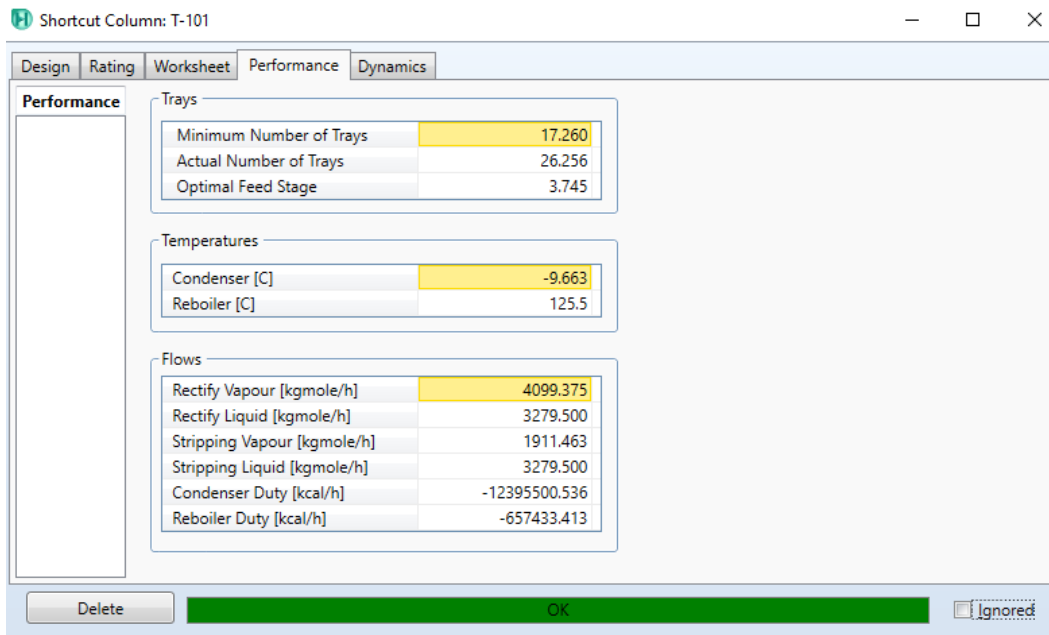 Shortcut Column: T-101
Design Rating Worksheet Performance Dynamics
Performance
Trays
Minimum Number of Trays 17.260
Actual Number of Trays 26.256
Optimal Feed Stage 3.745
Temperatures
Condenser [C] -9.663
Reboiler [C] 125.5
Flows
Rectify Vapour [kgmole/h] 4099.375
Rectify Liquid [kgmole/h] 3279.500
Stripping Vapour [kgmole/h] 1911.463
Stripping Liquid [kgmole/h] 3279.500
Condenser Duty [kcal/h] -12395500.536
Reboiler Duty [kcal/h] -657433.413
Delete OK Ignored